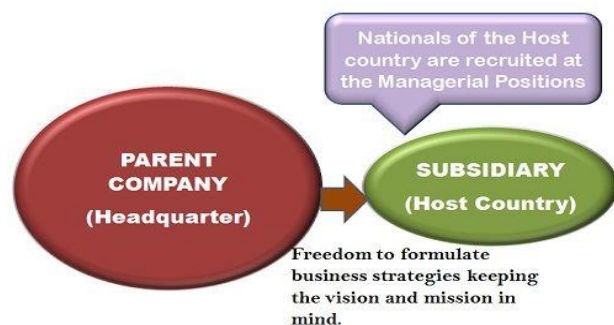 Nationals of the Host
country are recruited at
the Managerial Positions
PARENT
COMPANY
(Headquarter)
SUBSIDIARY
(Host Country)
Freedom to formulate
business strategies keeping
the vision and mission in
mind.